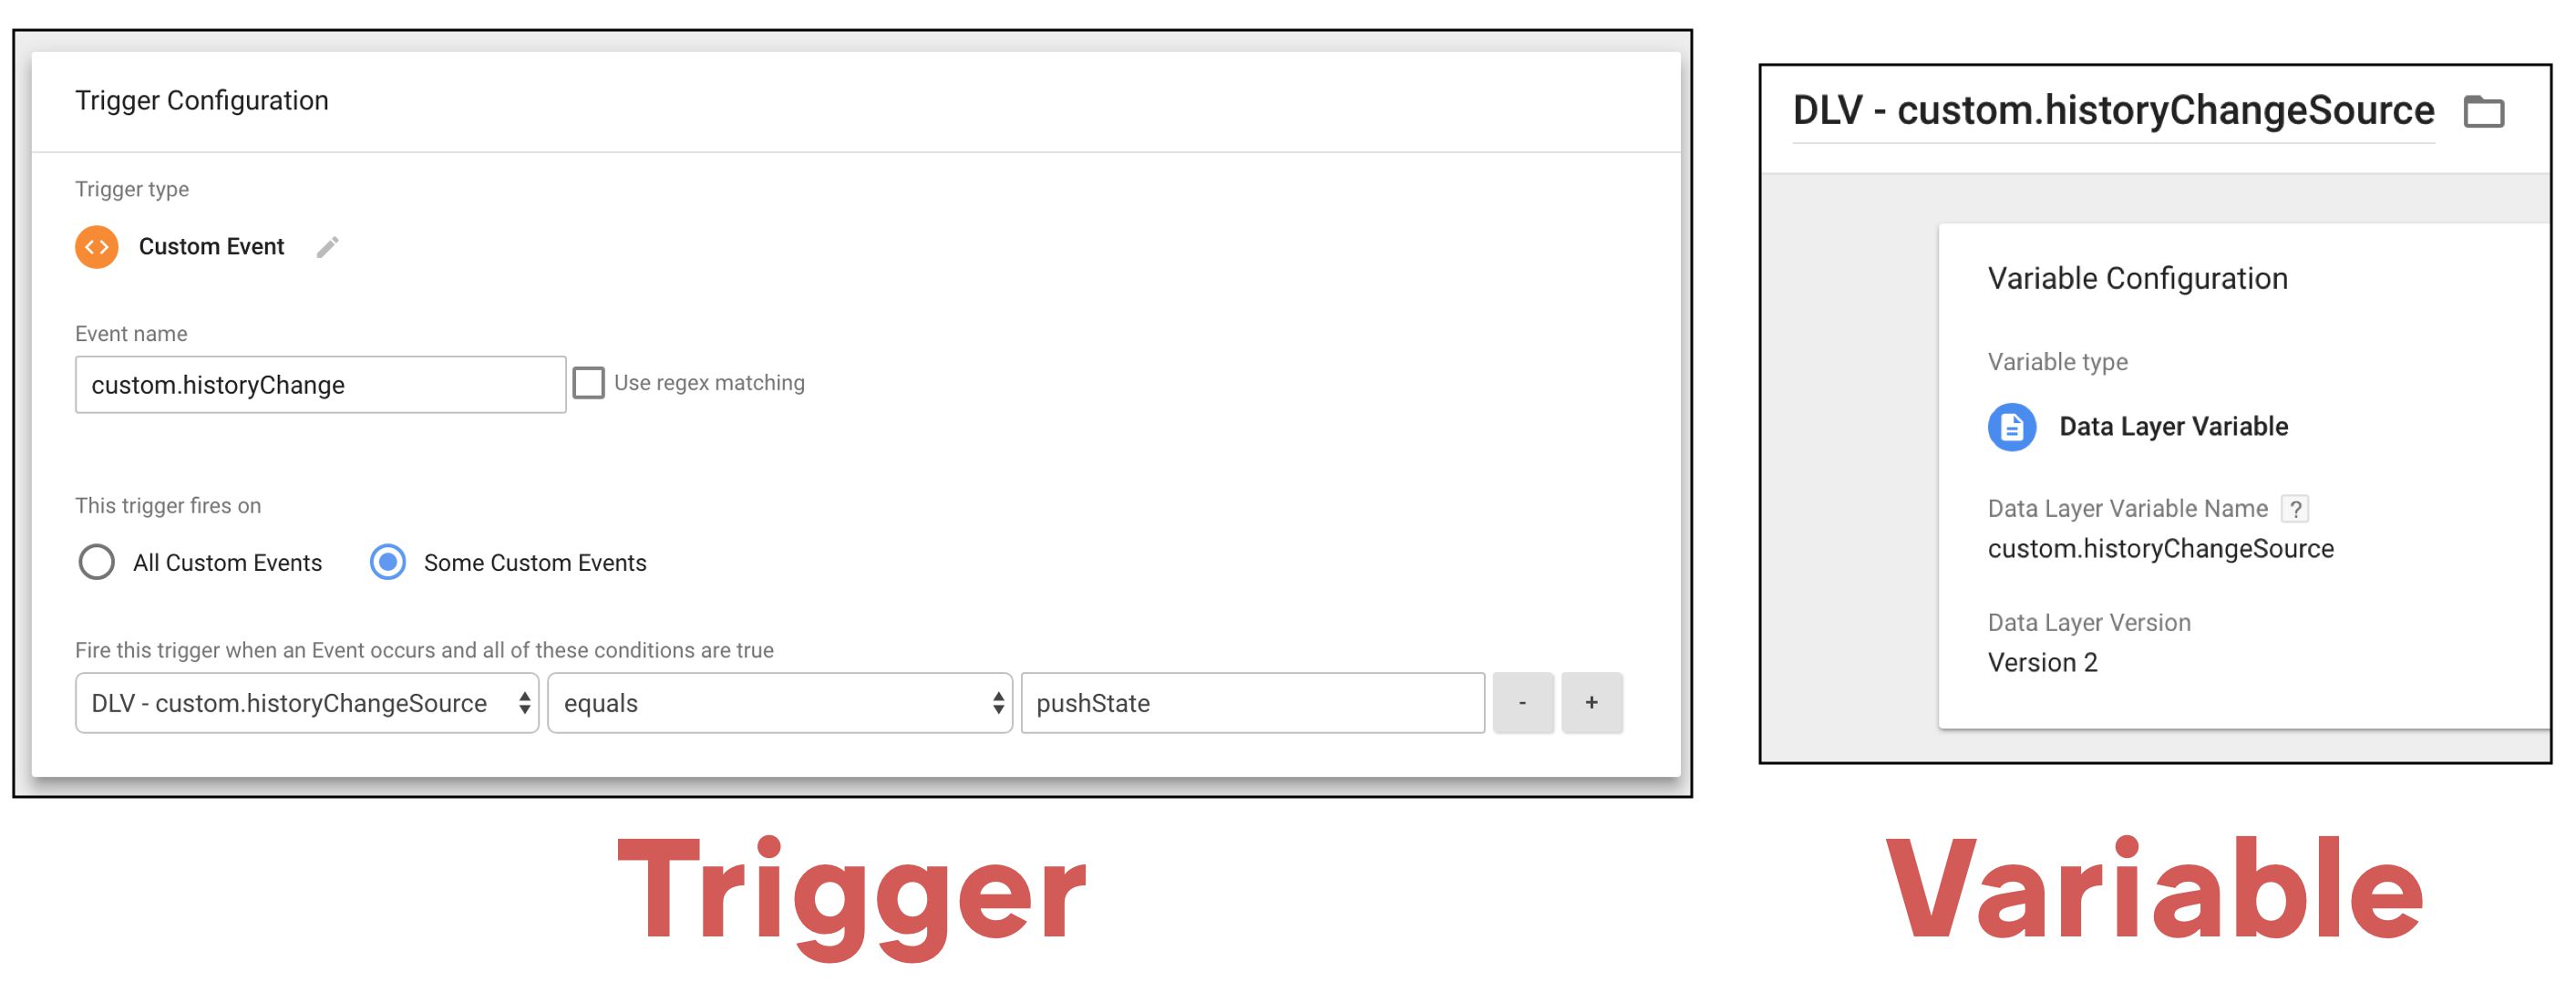 Trigger Configuration
Trigger type
Custom Event
Event name
custom.historyChange
Use regex matching
This trigger fires on
All Custom Events
Some Custom Events
Fire this trigger when an Event occurs and all of these conditions are true
DLV - custom.historyChangeSource
equals
pushState
-
+
Trigger
DLV - custom.historyChangeSource
Variable Configuration
Variable type
Data Layer Variable
Data Layer Variable Name ?
custom.historyChangeSource
Data Layer Version
Version 2
Variable